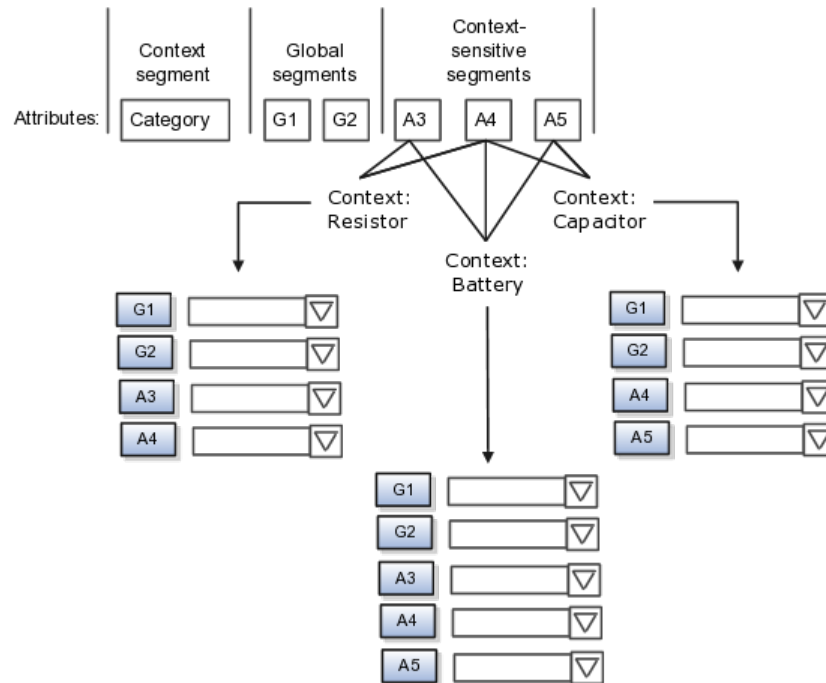 Context
segment
Global
segments
Context-
sensitive
segments
Attributes:
Category
G1
G2
A3
A4
A5
Context:
Resistor
Context:
Capacitor
Context:
Battery
G1
G2
A3
A4
G1
G2
A4
A5
G1
G2
A3
A4
A5